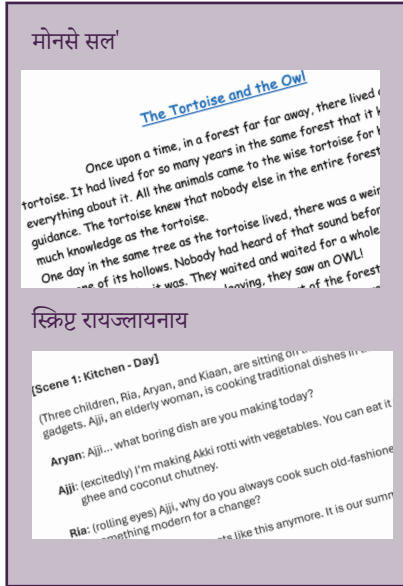 मोनसे सल'
The Tortoise and the Owl
Once upon a time, in a forest far far away, there lived
tortoise. It had lived for so many years in the same forest that it
everything about it. All the animals came to the wise tortoise for
guidance. The tortoise knew that nobody else in the entire forest
much knowledge as the tortoise.
One day in the same tree as the tortoise lived, there was a
of its hollows. Nobody had heard of that sound
it was. They waited and waited for a whole
they saw an OWL!
of the forest
स्क्रिप्ट रायज्लायनाय
[Scene 1: Kitchen - Day]
(Three children, Ria, Aryan, and Kiaan, are sitting on
gadgets. Ajji, an elderly woman, is cooking traditional dishes in
Aryan: Ajji... what boring dish are you making today?
Ajji: (excitedly) I'm making Akki rotti with vegetables. You can eat it
ghee and coconut chutney.
Ria: (rolling eyes) Ajji, why do you always cook such
something modern for a change?
like this anymore. It is our